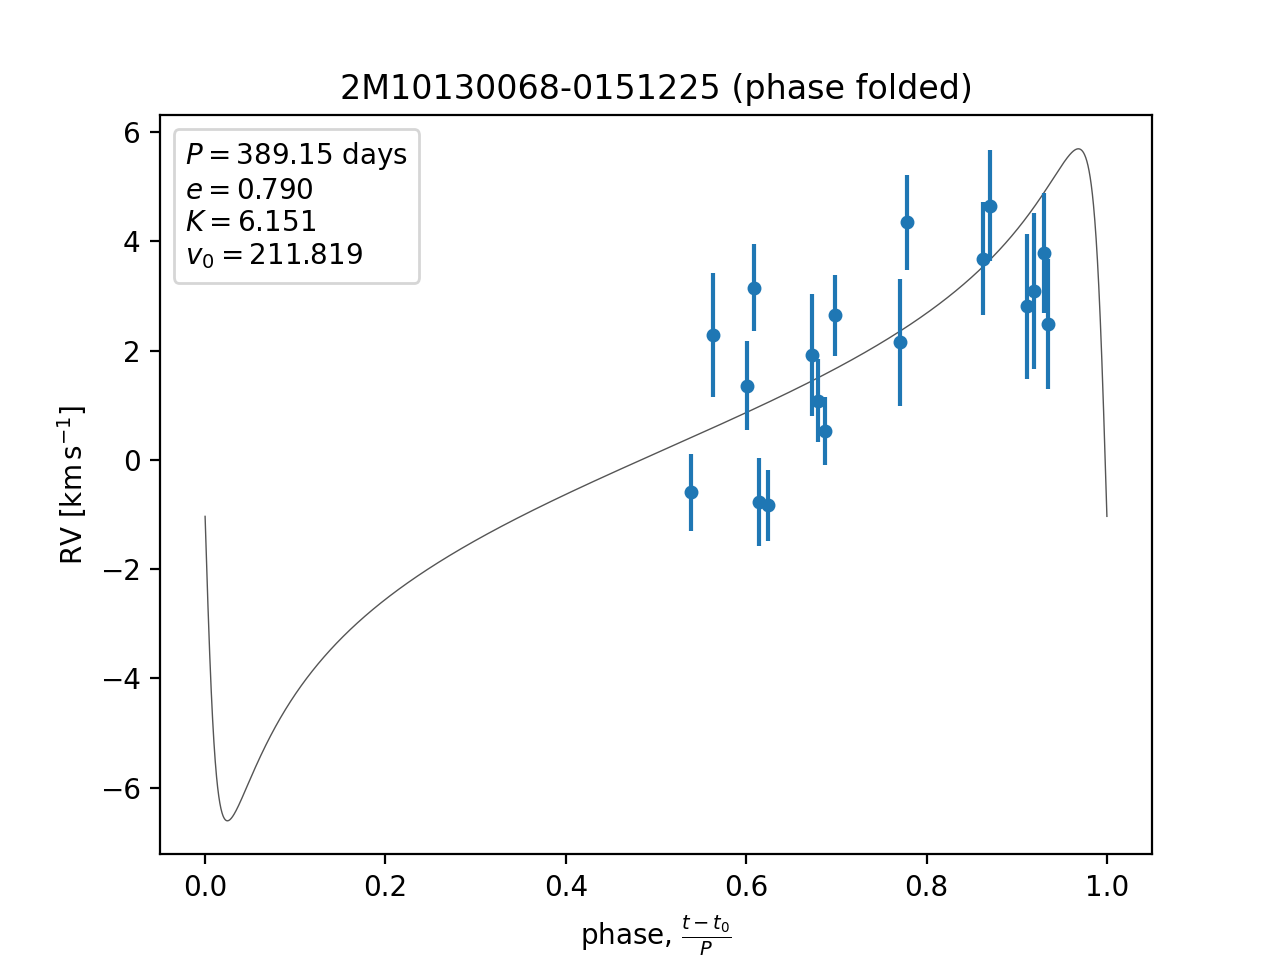 2M10130068-0151225 (phase folded)
P = 389.15 days
e = 0.790
K = 6.151
v₀ = 211.819
6
4
2
0
−2
−4
−6
RV [km s⁻¹]
0.0 0.2 0.4 0.6 0.8 1.0
phase, (t − t₀)/P